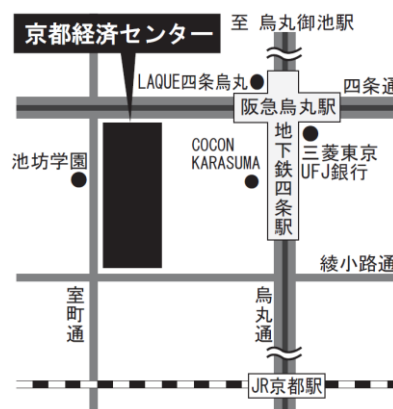 至 烏丸御池駅
京都経済センター
LAQUE四条烏丸
四条通
阪急烏丸駅
地下鉄四条駅
COCON
KARASUMA
三菱東京
UFJ銀行
池坊学園
綾小路通
室町通
烏丸通
JR京都駅